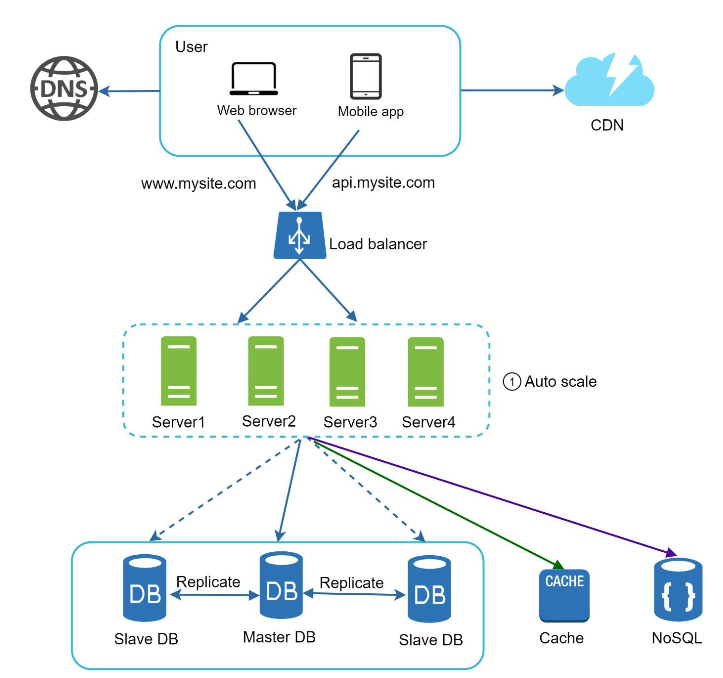 User
DNS
Web browser
Mobile app
CDN
www.mysite.com
api.mysite.com
Load balancer
Server1
Server2
Server3
Server4
1 Auto scale
DB
Replicate
DB
Replicate
DB
CACHE
{ }
Slave DB
Master DB
Slave DB
Cache
NoSQL